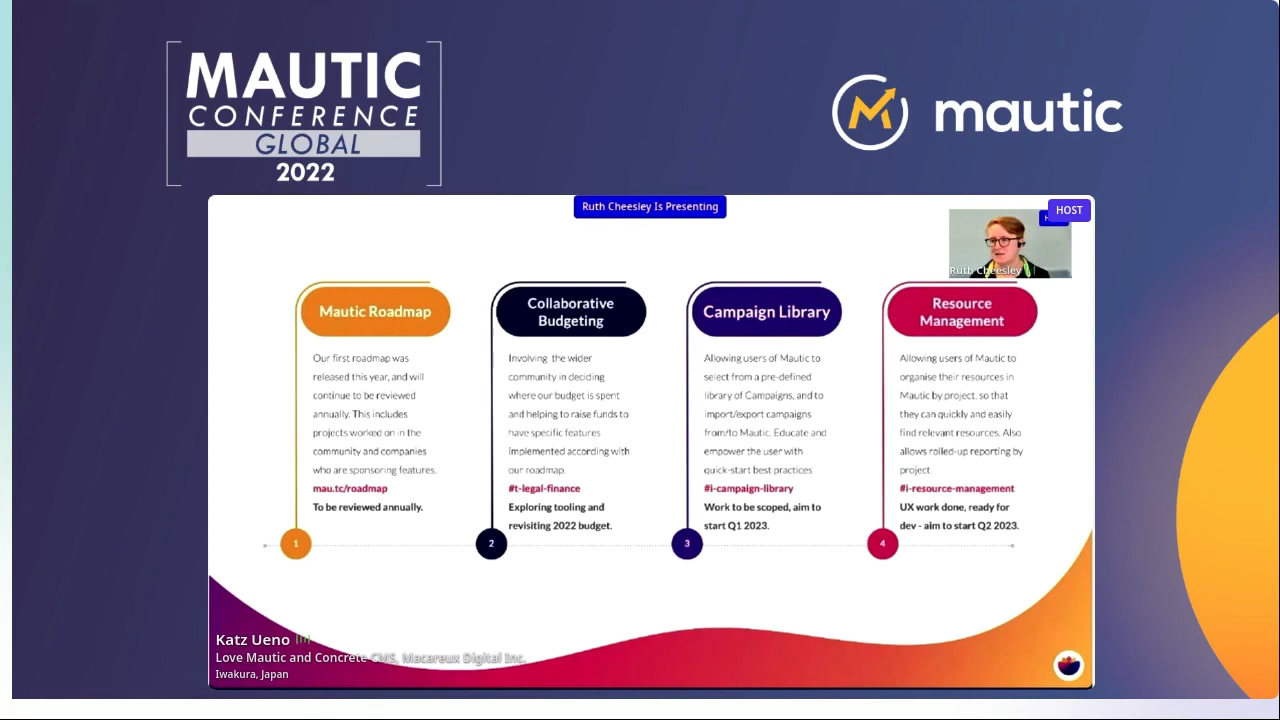 MAUTIC
CONFERENCE
GLOBAL
2022
mautic
Ruth Cheesley Is Presenting
HOST
Ruth Cheesley
Mautic Roadmap
Our first roadmap was
released this year, and will
continue to be reviewed
annually. This includes
projects worked on in the
community and companies
who are sponsoring features.
mau.tc/roadmap
To be reviewed annually.
1
Collaborative
Budgeting
Involving the wider
community in deciding
where our budget is spent
and helping to raise funds to
have specific features
implemented according with
our roadmap.
#t-legal-finance
Exploring tooling and
revisiting 2022 budget.
2
Campaign Library
Allowing users of Mautic to
select from a pre-defined
library of Campaigns, and to
import/export campaigns
from/to Mautic. Educate and
empower the user with
quick-start best practices
#i-campaign-library
Work to be scoped, aim to
start Q1 2023.
3
Resource
Management
Allowing users of Mautic to
organise their resources in
Mautic by project, so that
they can quickly and easily
find relevant resources. Also
allows rolled-up reporting by
project.
#i-resource-management
UX work done, ready for
dev - aim to start Q2 2023.
4
Katz Ueno
Love Mautic and Concrete CMS, Macareux Digital Inc.
Iwakura, Japan